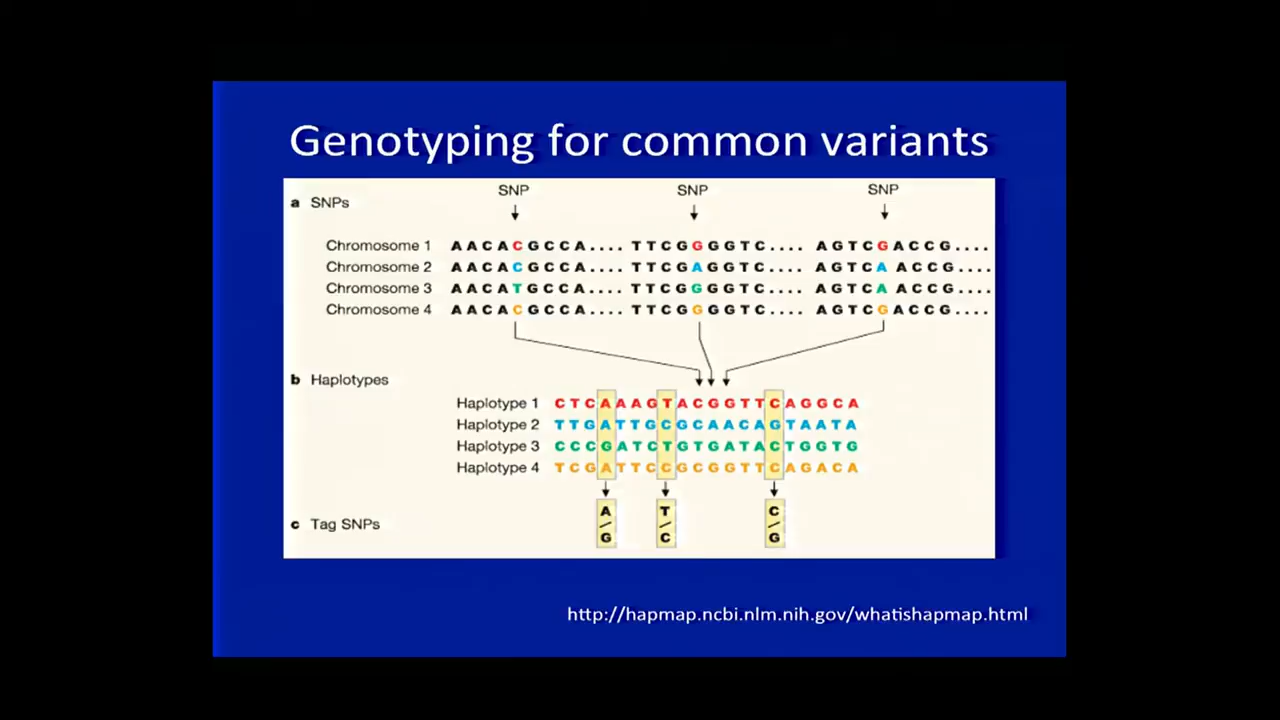 Genotyping for common variants
SNP SNP SNP
a SNPs
Chromosome 1 A A C A C G C C A . . . . T T C G G G G T C . . . . A G T C G A C C G . . . .
Chromosome 2 A A C A C G C C A . . . . T T C G A G G T C . . . . A G T C A A C C G . . . .
Chromosome 3 A A C A T G C C A . . . . T T C G G G G T C . . . . A G T C A A C C G . . . .
Chromosome 4 A A C A C G C C A . . . . T T C G G G G T C . . . . A G T C G A C C G . . . .
b Haplotypes
Haplotype 1 C T C A A A G T A C G G T T C A G G C A
Haplotype 2 T T G A T T G C G C A A C A G T A A T A
Haplotype 3 C C C G A T C T G T G A T A C T G G T G
Haplotype 4 T C G A T T C C G C G G T T C A G A C A
c Tag SNPs A/G T/C C/G
http://hapmap.ncbi.nlm.nih.gov/whatishapmap.html